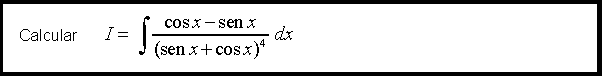 Calcular I = ∫ (cos x − sen x) / (sen x + cos x)⁴ dx